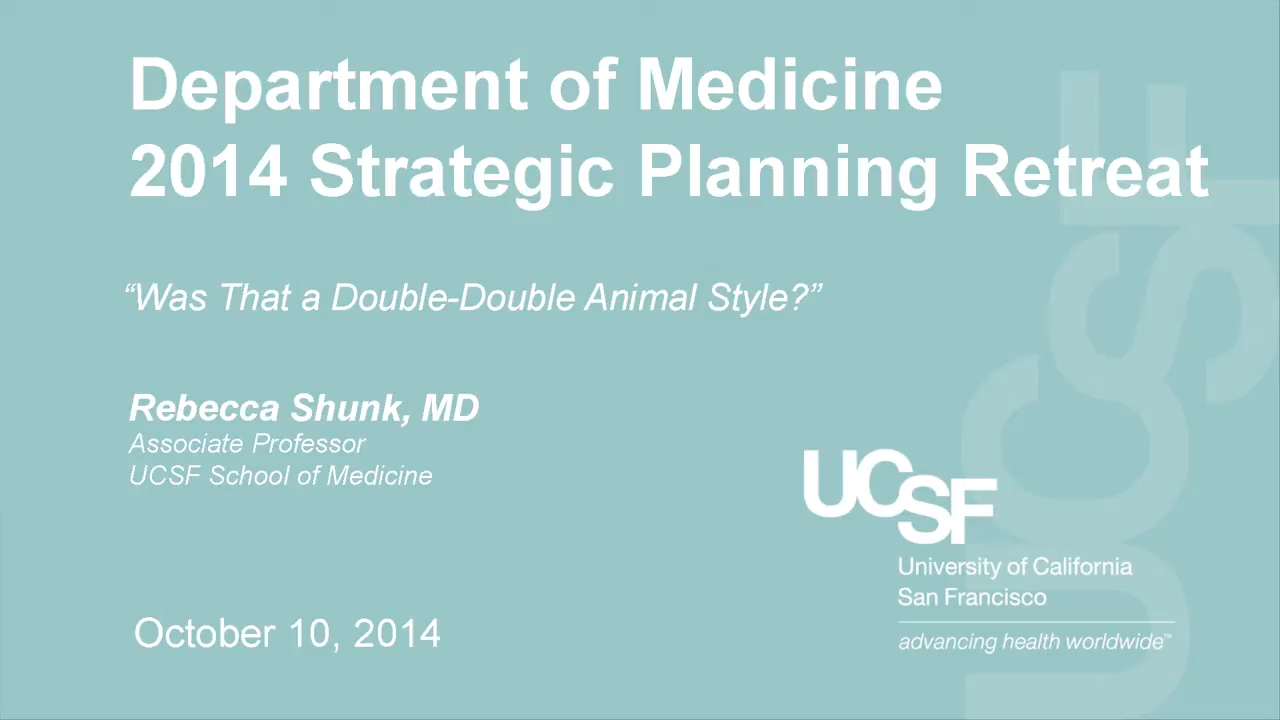 Department of Medicine
2014 Strategic Planning Retreat
“Was That a Double-Double Animal Style?”
Rebecca Shunk, MD
Associate Professor
UCSF School of Medicine
UCSF
University of California
San Francisco
advancing health worldwide™
October 10, 2014
UCSF